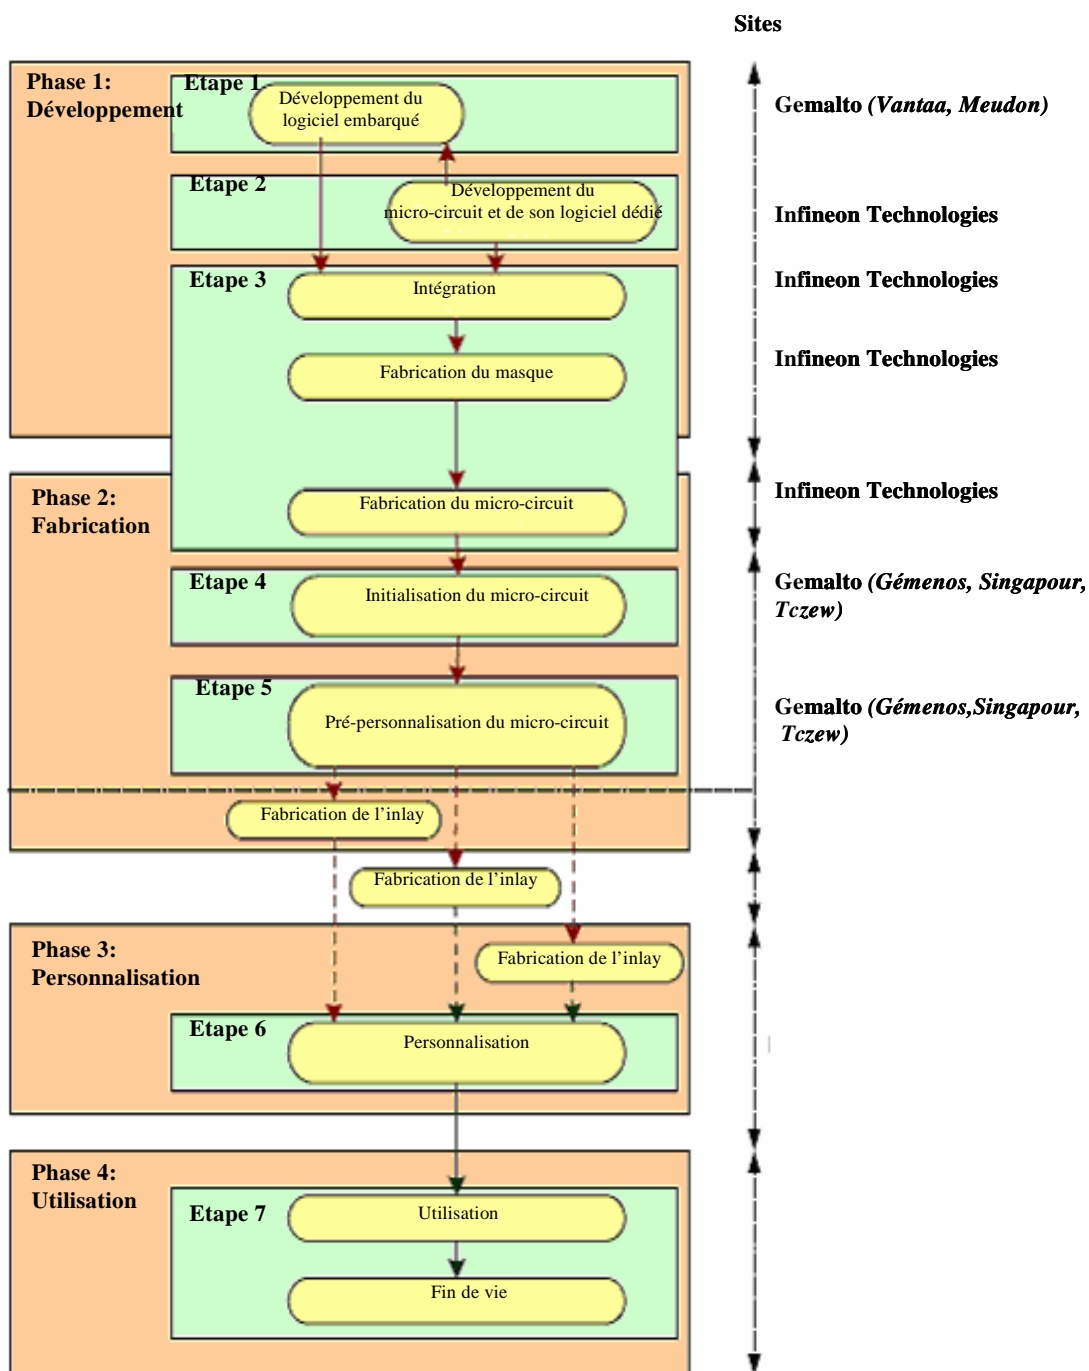 Sites
Phase 1:
Développement
Etape 1
Développement du
logiciel embarqué
Gemalto (Vantaa, Meudon)
Etape 2
Développement du
micro-circuit et de son logiciel dédié
Infineon Technologies
Etape 3
Intégration
Infineon Technologies
Fabrication du masque
Infineon Technologies
Phase 2:
Fabrication
Fabrication du micro-circuit
Infineon Technologies
Etape 4
Initialisation du micro-circuit
Gemalto (Gémenos, Singapour,
Tczew)
Etape 5
Pré-personnalisation du micro-circuit
Gemalto (Gémenos,Singapour,
Tczew)
Fabrication de l’inlay
Fabrication de l’inlay
Phase 3:
Personnalisation
Fabrication de l’inlay
Etape 6
Personnalisation
Phase 4:
Utilisation
Etape 7
Utilisation
Fin de vie